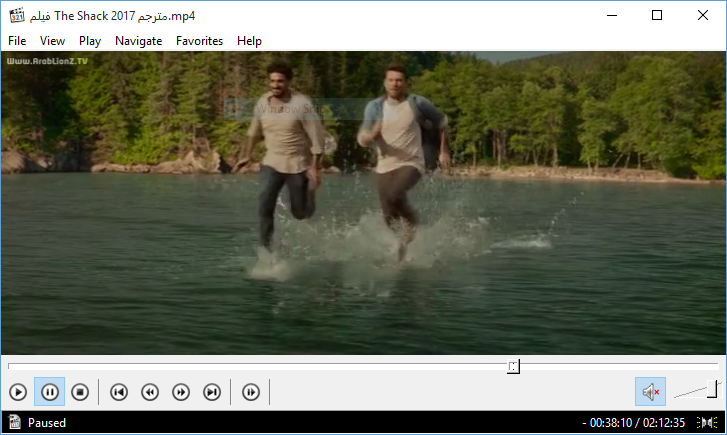 فيلم The Shack 2017 مترجم.mp4
File View Play Navigate Favorites Help
Www.ArabLionZ.TV
Paused
- 00:38:10 / 02:12:35